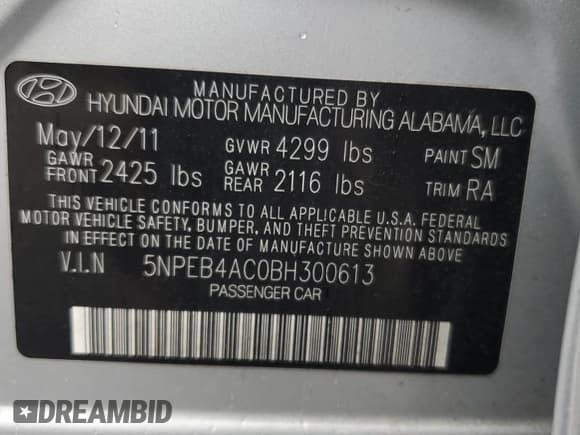 MANUFACTURED BY
HYUNDAI MOTOR MANUFACTURING ALABAMA, LLC
May/12/11 GVWR 4299 lbs PAINT SM
GAWR FRONT 2425 lbs GAWR REAR 2116 lbs TRIM RA
THIS VEHICLE CONFORMS TO ALL APPLICABLE U.S.A. FEDERAL
MOTOR VEHICLE SAFETY, BUMPER, AND THEFT PREVENTION STANDARDS
IN EFFECT ON THE DATE OF MANUFACTURE SHOWN ABOVE
V.I.N 5NPEB4AC0BH300613
PASSENGER CAR
DREAMBID